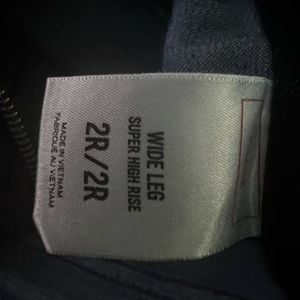 WIDE LEG
SUPER HIGH RISE
2R/2R
MADE IN VIETNAM
FABRIQUÉ AU VIETNAM